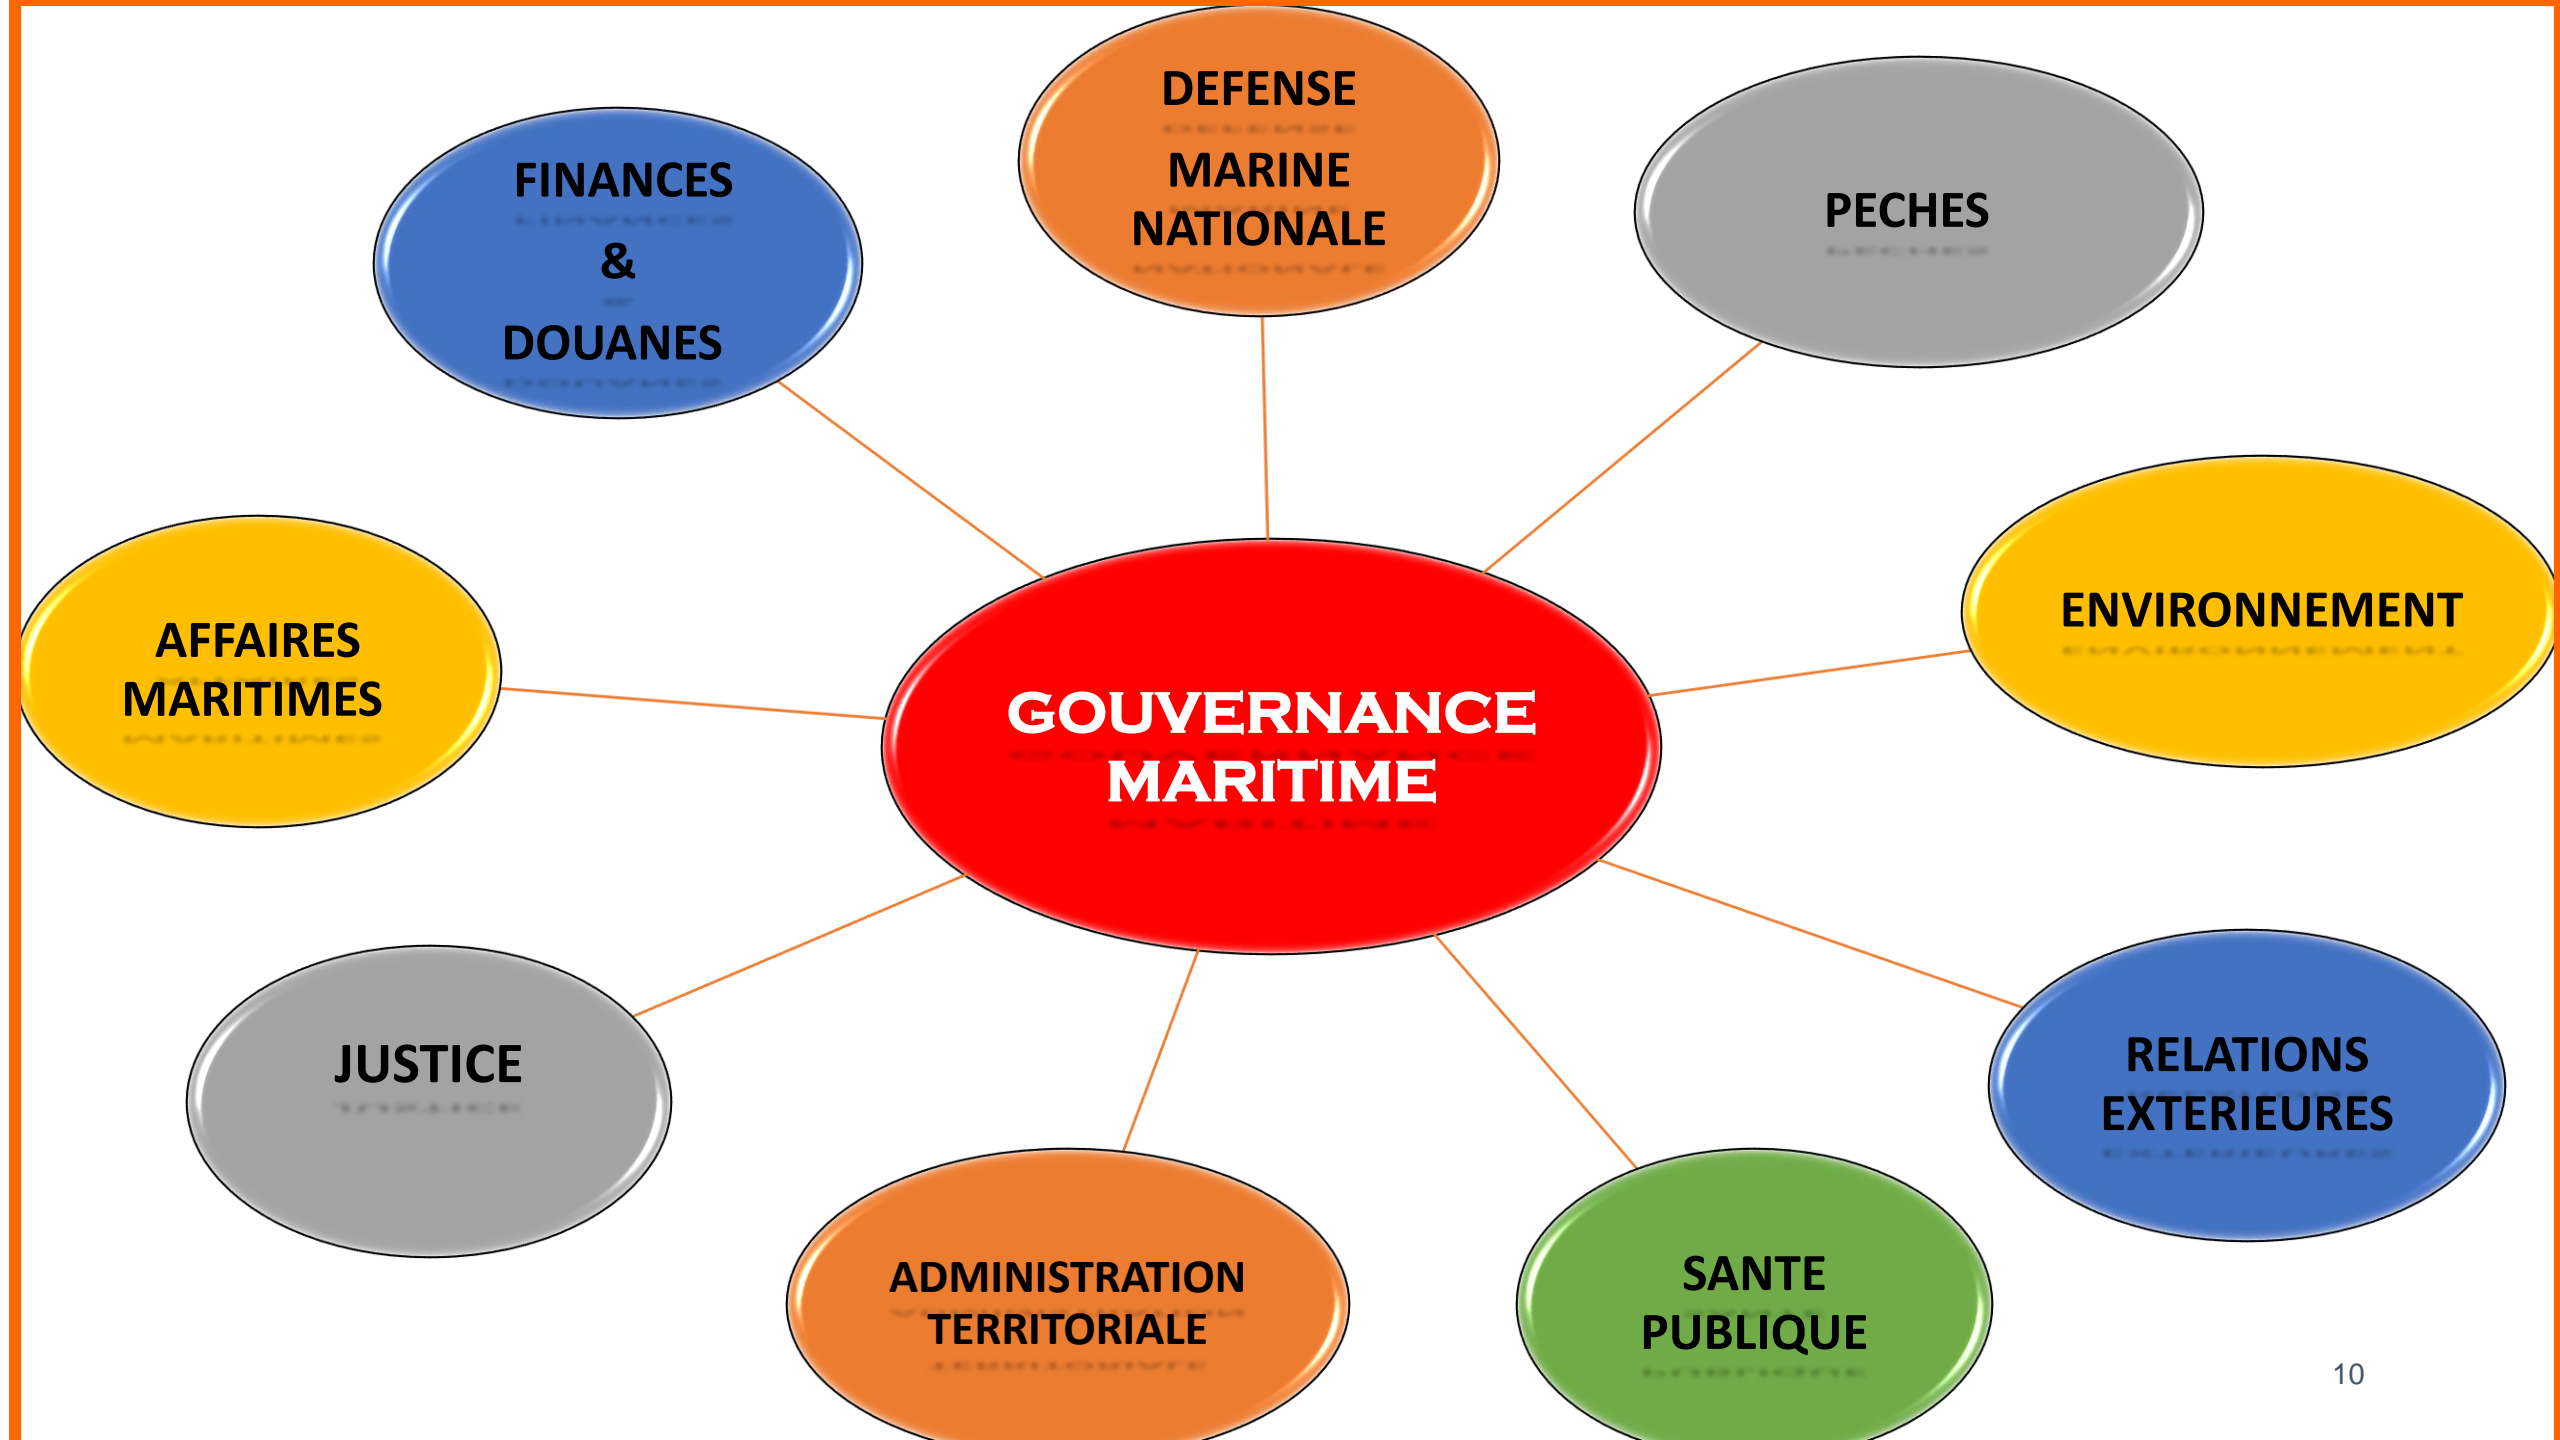 DEFENSE
MARINE
NATIONALE
FINANCES
&
DOUANES
PECHES
AFFAIRES
MARITIMES
ENVIRONNEMENT
GOUVERNANCE
MARITIME
JUSTICE
RELATIONS
EXTERIEURES
ADMINISTRATION
TERRITORIALE
SANTE
PUBLIQUE
10